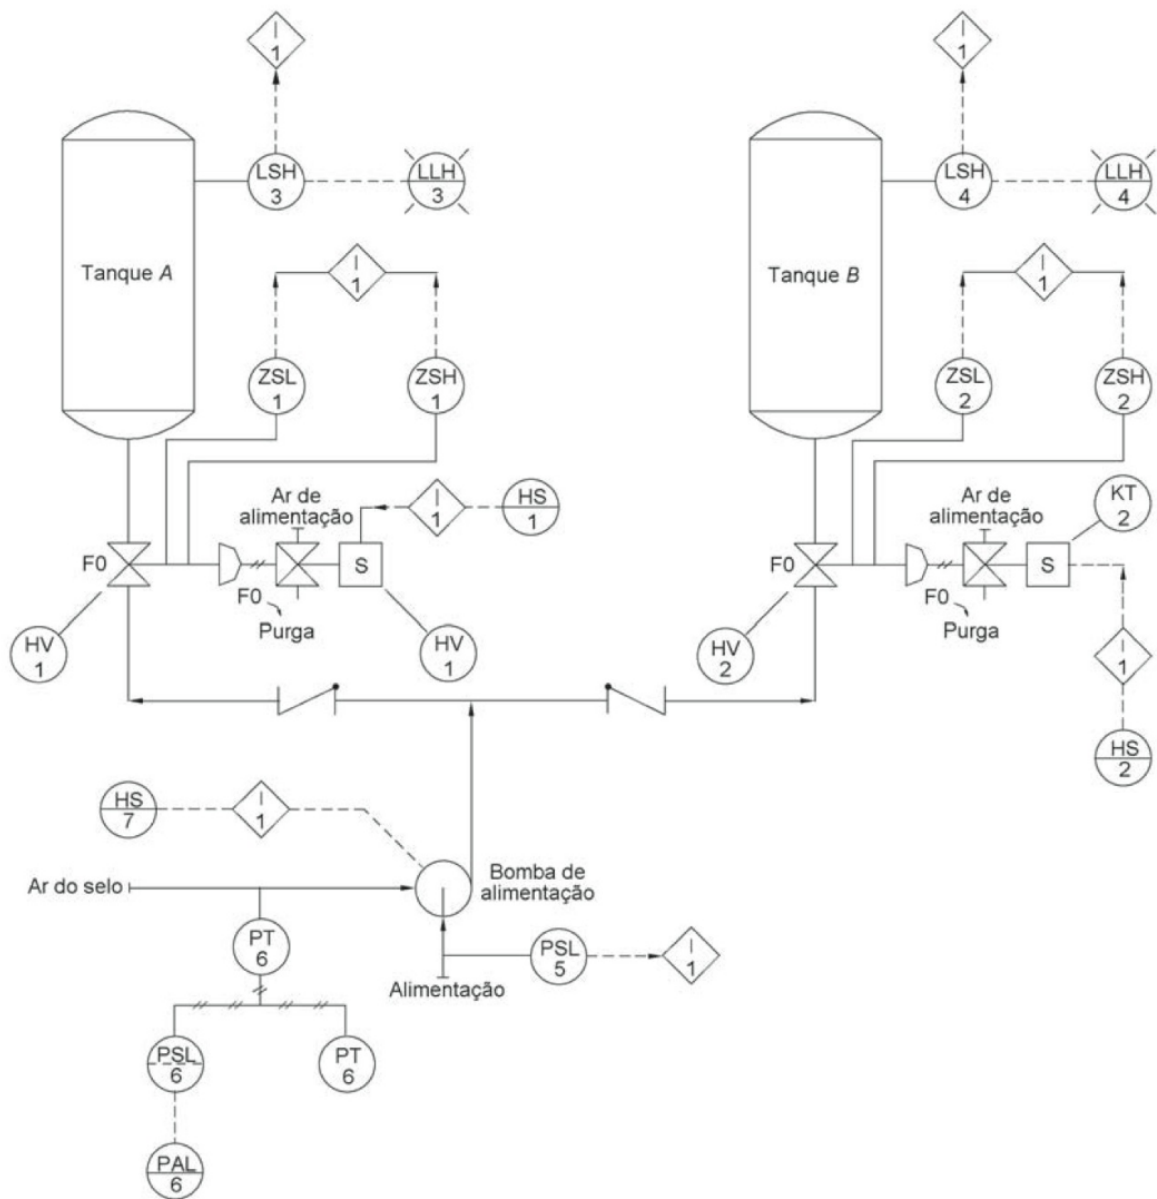 I
1
I
1
LSH
3
LLH
3
LSH
4
LLH
4
Tanque A
I
1
Tanque B
I
1
ZSL
1
ZSH
1
ZSL
2
ZSH
2
Ar de
alimentação
I
1
HS
1
Ar de
alimentação
KT
2
F0
S
F0
S
F0
Purga
F0
Purga
HV
1
HV
1
HV
2
I
1
HS
2
HS
7
I
1
Ar do selo
Bomba de
alimentação
PT
6
PSL
5
I
1
Alimentação
PSL
6
PT
6
PAL
6